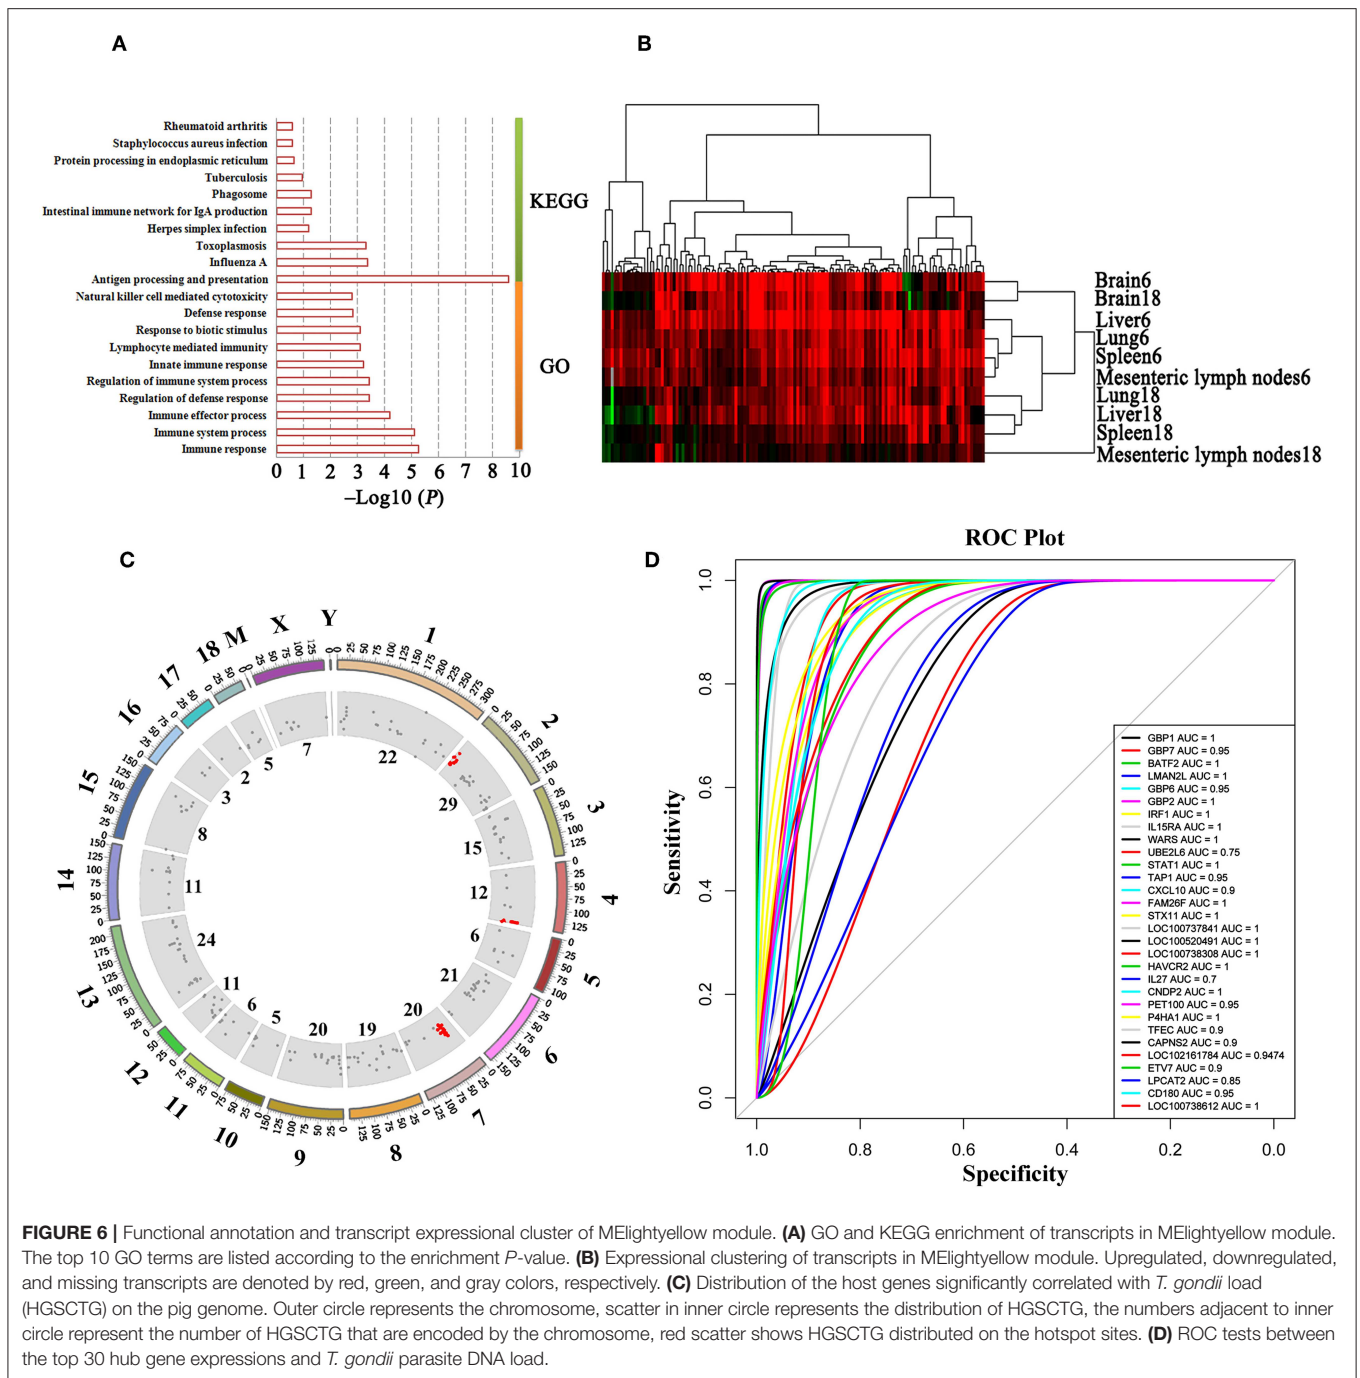 A
Rheumatoid arthritis
Staphylococcus aureus infection
Protein processing in endoplasmic reticulum
Tuberculosis
Phagosome
Intestinal immune network for IgA production
Herpes simplex infection
Toxoplasmosis
Influenza A
Antigen processing and presentation
Natural killer cell mediated cytotoxicity
Defense response
Response to biotic stimulus
Lymphocyte mediated immunity
Innate immune response
Regulation of immune system process
Regulation of defense response
Immune effector process
Immune system process
Immune response
0 1 2 3 4 5 6 7 8 9 10
−Log10 (P)
KEGG
GO
B
Brain6
Brain18
Liver6
Lung6
Spleen6
Mesenteric lymph nodes6
Lung18
Liver18
Spleen18
Mesenteric lymph nodes18
C
1
2
3
4
5
6
7
8
9
10
11
12
13
14
15
16
17
18
M
X
Y
22
29
15
12
6
21
20
19
20
5
6
11
24
11
8
3
2
5
7
D
ROC Plot
Sensitivity
1.0
0.8
0.6
0.4
0.2
0.0
1.0 0.8 0.6 0.4 0.2 0.0
Specificity
GBP1 AUC = 1
GBP7 AUC = 0.95
BATF2 AUC = 1
LMAN2L AUC = 1
GBP6 AUC = 0.95
GBP2 AUC = 1
IRF1 AUC = 1
IL15RA AUC = 1
WARS AUC = 1
UBE2L6 AUC = 0.75
STAT1 AUC = 1
TAP1 AUC = 0.95
CXCL10 AUC = 0.9
FAM26F AUC = 1
STX11 AUC = 1
LOC100737841 AUC = 1
LOC100520491 AUC = 1
LOC100738308 AUC = 1
HAVCR2 AUC = 1
IL27 AUC = 0.7
CNDP2 AUC = 1
PET100 AUC = 0.95
P4HA1 AUC = 1
TFEC AUC = 0.9
CAPNS2 AUC = 0.9
LOC102161784 AUC = 0.9474
ETV7 AUC = 0.9
LPCAT2 AUC = 0.85
CD180 AUC = 0.95
LOC100738612 AUC = 1
FIGURE 6 | Functional annotation and transcript expressional cluster of MElightyellow module. (A) GO and KEGG enrichment of transcripts in MElightyellow module.
The top 10 GO terms are listed according to the enrichment P-value. (B) Expressional clustering of transcripts in MElightyellow module. Upregulated, downregulated,
and missing transcripts are denoted by red, green, and gray colors, respectively. (C) Distribution of the host genes significantly correlated with T. gondii load
(HGSCTG) on the pig genome. Outer circle represents the chromosome, scatter in inner circle represents the distribution of HGSCTG, the numbers adjacent to inner
circle represent the number of HGSCTG that are encoded by the chromosome, red scatter shows HGSCTG distributed on the hotspot sites. (D) ROC tests between
the top 30 hub gene expressions and T. gondii parasite DNA load.